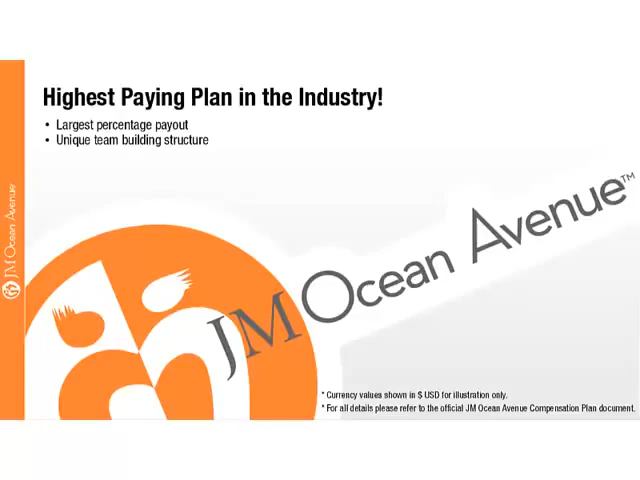 Highest Paying Plan in the Industry!
• Largest percentage payout
• Unique team building structure
JM Ocean Avenue
JM Ocean Avenue™
* Currency values shown in $ USD for illustration only.
* For all details please refer to the official JM Ocean Avenue Compensation Plan document.